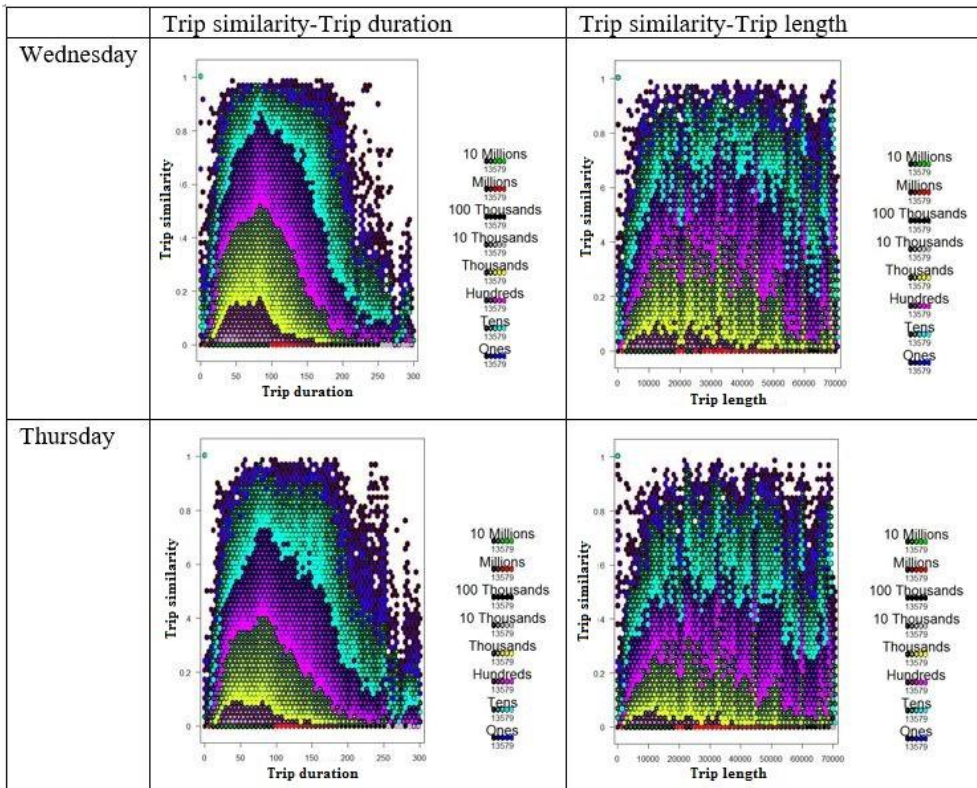 Trip similarity-Trip duration
Trip similarity-Trip length
Wednesday
Trip similarity
1
0.8
.6
.4
0.2
0
0
50
100
150
200
250
300
Trip duration
10 Millions
13579
Millions
13579
100 Thousands
13579
10 Thousands
13579
Thousands
13579
Hundreds
13579
Tens
13579
Ones
13579
Trip similarity
1
0.8
.6
.4
0.2
0
0
10000
20000
30000
40000
50000
60000
70000
Trip length
10 Millions
13579
Millions
13579
100 Thousands
13579
10 Thousands
13579
Thousands
13579
Hundreds
13579
Tens
13579
Ones
13579
Thursday
Trip similarity
1
0.8
.6
0.4
0.2
0
0
50
100
150
200
250
300
Trip duration
10 Millions
13579
Millions
13579
100 Thousands
13579
10 Thousands
13579
Thousands
13579
Hundreds
13579
Tens
13579
Ones
13579
Trip similarity
1
0.8
.6
.4
0.2
0
0
10000
20000
30000
40000
50000
60000
70000
Trip length
10 Millions
13579
Millions
13579
100 Thousands
13579
10 Thousands
13579
Thousands
13579
Hundreds
13579
Tens
13579
Ones
13579